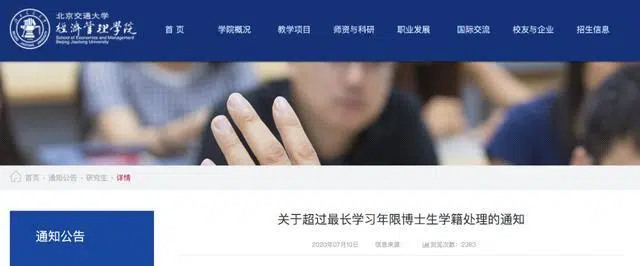 北京交通大学
经济管理学院
School of Economics and Management
Beijing Jiaotong University
首 页 学院概况 教学项目 师资与科研 职业发展 国际交流 校友与企业 招生信息
首页 - 通知公告 - 研究生 - 详情
通知公告
关于超过最长学习年限博士生学籍处理的通知
2020年07月10日 信息来源: 浏览次数：2383